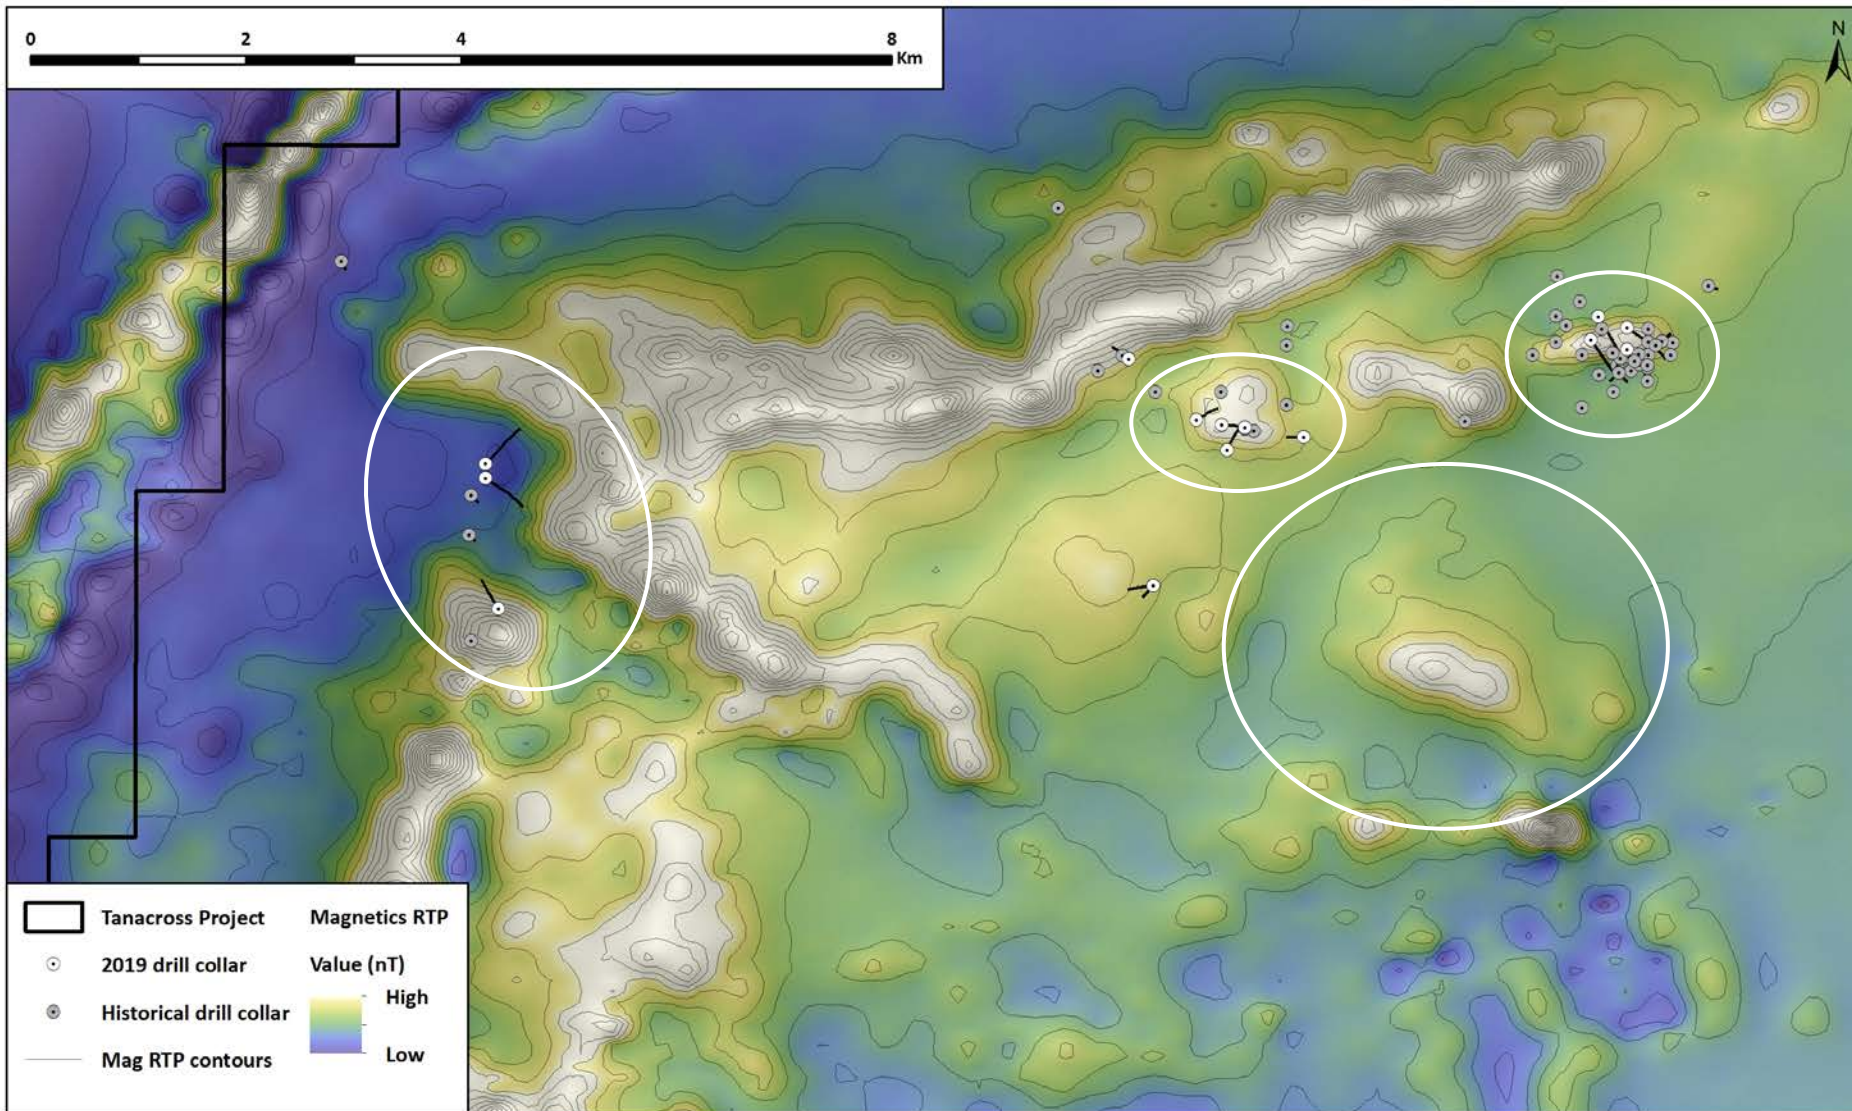 0 2 4 8
Km
N
Tanacross Project
Magnetics RTP
2019 drill collar
Value (nT)
High
Historical drill collar
Low
Mag RTP contours